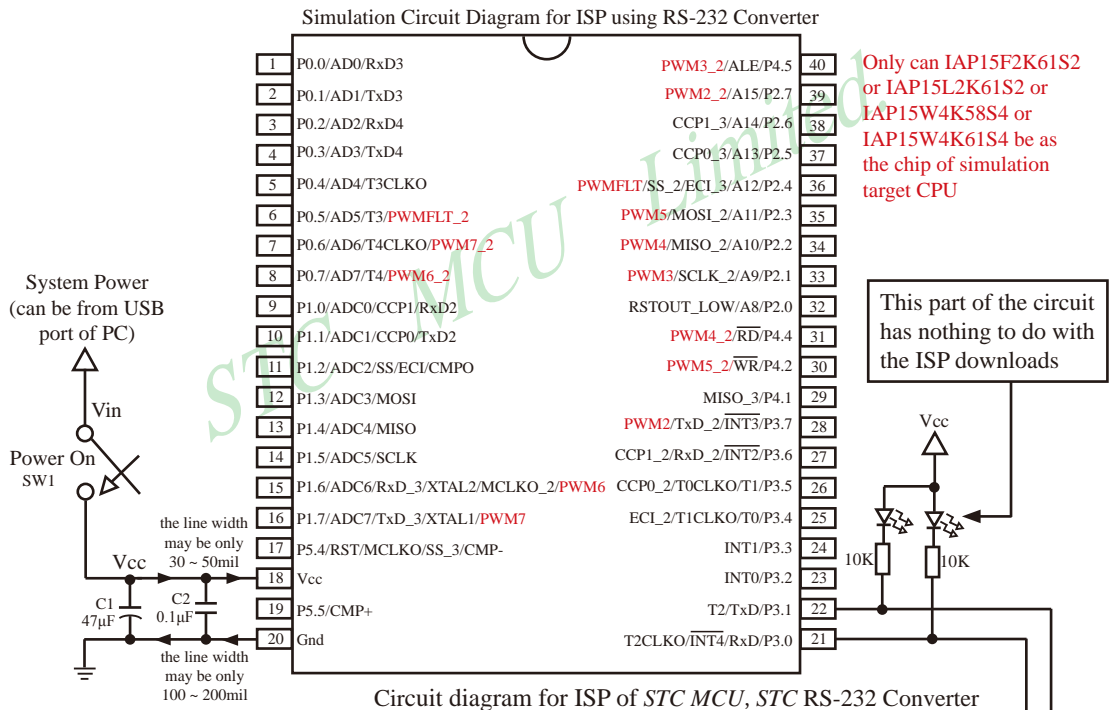 Simulation Circuit Diagram for ISP using RS-232 Converter
1 P0.0/AD0/RxD3
2 P0.1/AD1/TxD3
3 P0.2/AD2/RxD4
4 P0.3/AD3/TxD4
5 P0.4/AD4/T3CLKO
6 P0.5/AD5/T3/PWMFLT_2
7 P0.6/AD6/T4CLKO/PWM7_2
8 P0.7/AD7/T4/PWM6_2
9 P1.0/ADC0/CCP1/RxD2
10 P1.1/ADC1/CCP0/TxD2
11 P1.2/ADC2/SS/ECI/CMPO
12 P1.3/ADC3/MOSI
13 P1.4/ADC4/MISO
14 P1.5/ADC5/SCLK
15 P1.6/ADC6/RxD_3/XTAL2/MCLKO_2/PWM6
16 P1.7/ADC7/TxD_3/XTAL1/PWM7
17 P5.4/RST/MCLKO/SS_3/CMP-
18 Vcc
19 P5.5/CMP+
20 Gnd
PWM3_2/ALE/P4.5 40
PWM2_2/A15/P2.7 39
CCP1_3/A14/P2.6 38
CCP0_3/A13/P2.5 37
PWMFLT/SS_2/ECI_3/A12/P2.4 36
PWM5/MOSI_2/A11/P2.3 35
PWM4/MISO_2/A10/P2.2 34
PWM3/SCLK_2/A9/P2.1 33
RSTOUT_LOW/A8/P2.0 32
PWM4_2/RD/P4.4 31
PWM5_2/WR/P4.2 30
MISO_3/P4.1 29
PWM2/TxD_2/INT3/P3.7 28
CCP1_2/RxD_2/INT2/P3.6 27
CCP0_2/T0CLKO/T1/P3.5 26
ECI_2/T1CLKO/T0/P3.4 25
INT1/P3.3 24
INT0/P3.2 23
T2/TxD/P3.1 22
T2CLKO/INT4/RxD/P3.0 21
STC MCU Limited.
Only can IAP15F2K61S2
or IAP15L2K61S2 or
IAP15W4K58S4 or
IAP15W4K61S4 be as
the chip of simulation
target CPU
System Power
(can be from USB
port of PC)
Vin
Power On
SW1
the line width
may be only
30 ~ 50mil
Vcc
C1
47μF
C2
0.1μF
the line width
may be only
100 ~ 200mil
This part of the circuit
has nothing to do with
the ISP downloads
Vcc
10K
10K
Circuit diagram for ISP of STC MCU, STC RS-232 Converter